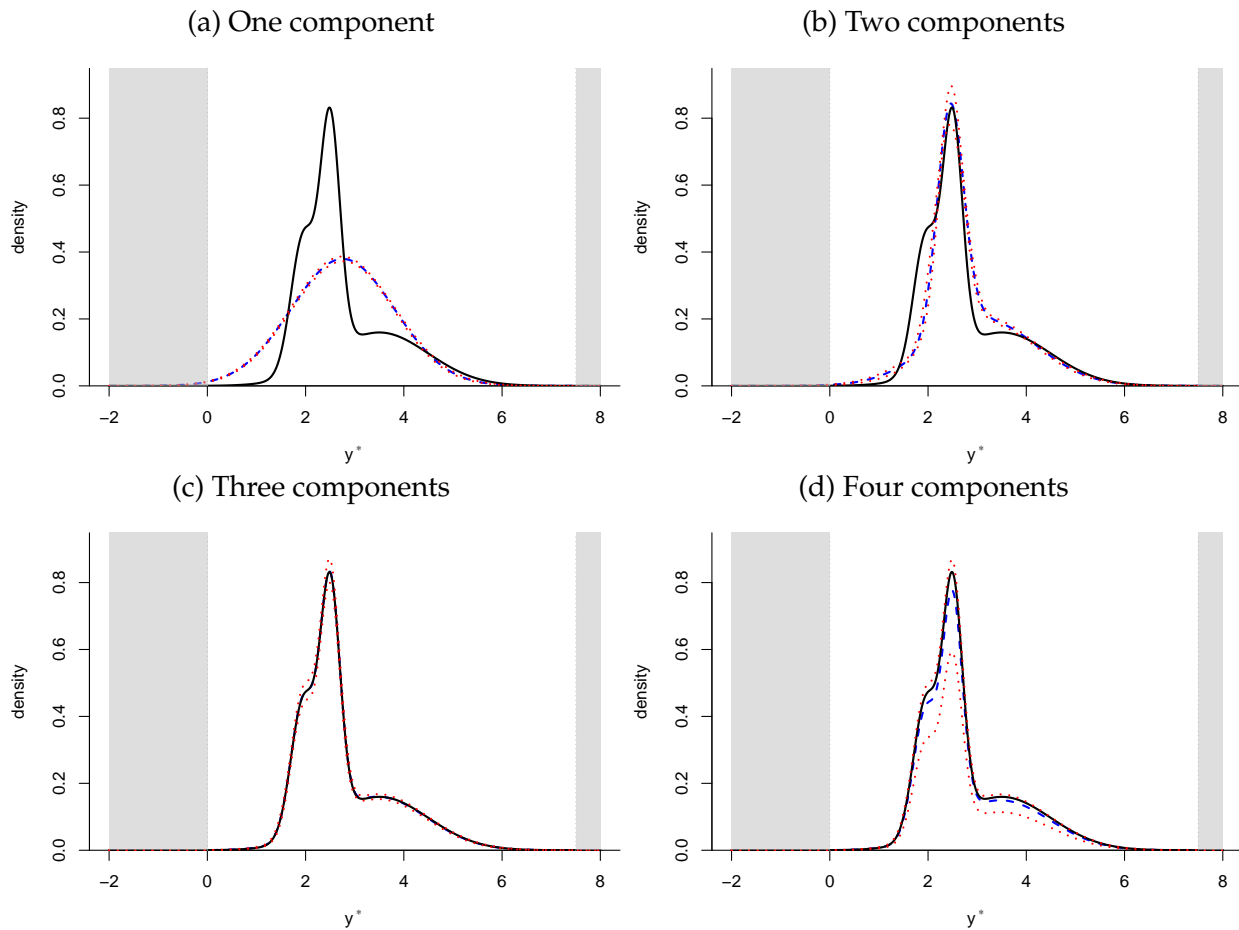 (a) One component
(b) Two components
density
0.0 0.2 0.4 0.6 0.8
−2 0 2 4 6 8
y*
density
0.0 0.2 0.4 0.6 0.8
−2 0 2 4 6 8
y*
(c) Three components
(d) Four components
density
0.0 0.2 0.4 0.6 0.8
−2 0 2 4 6 8
y*
density
0.0 0.2 0.4 0.6 0.8
−2 0 2 4 6 8
y*